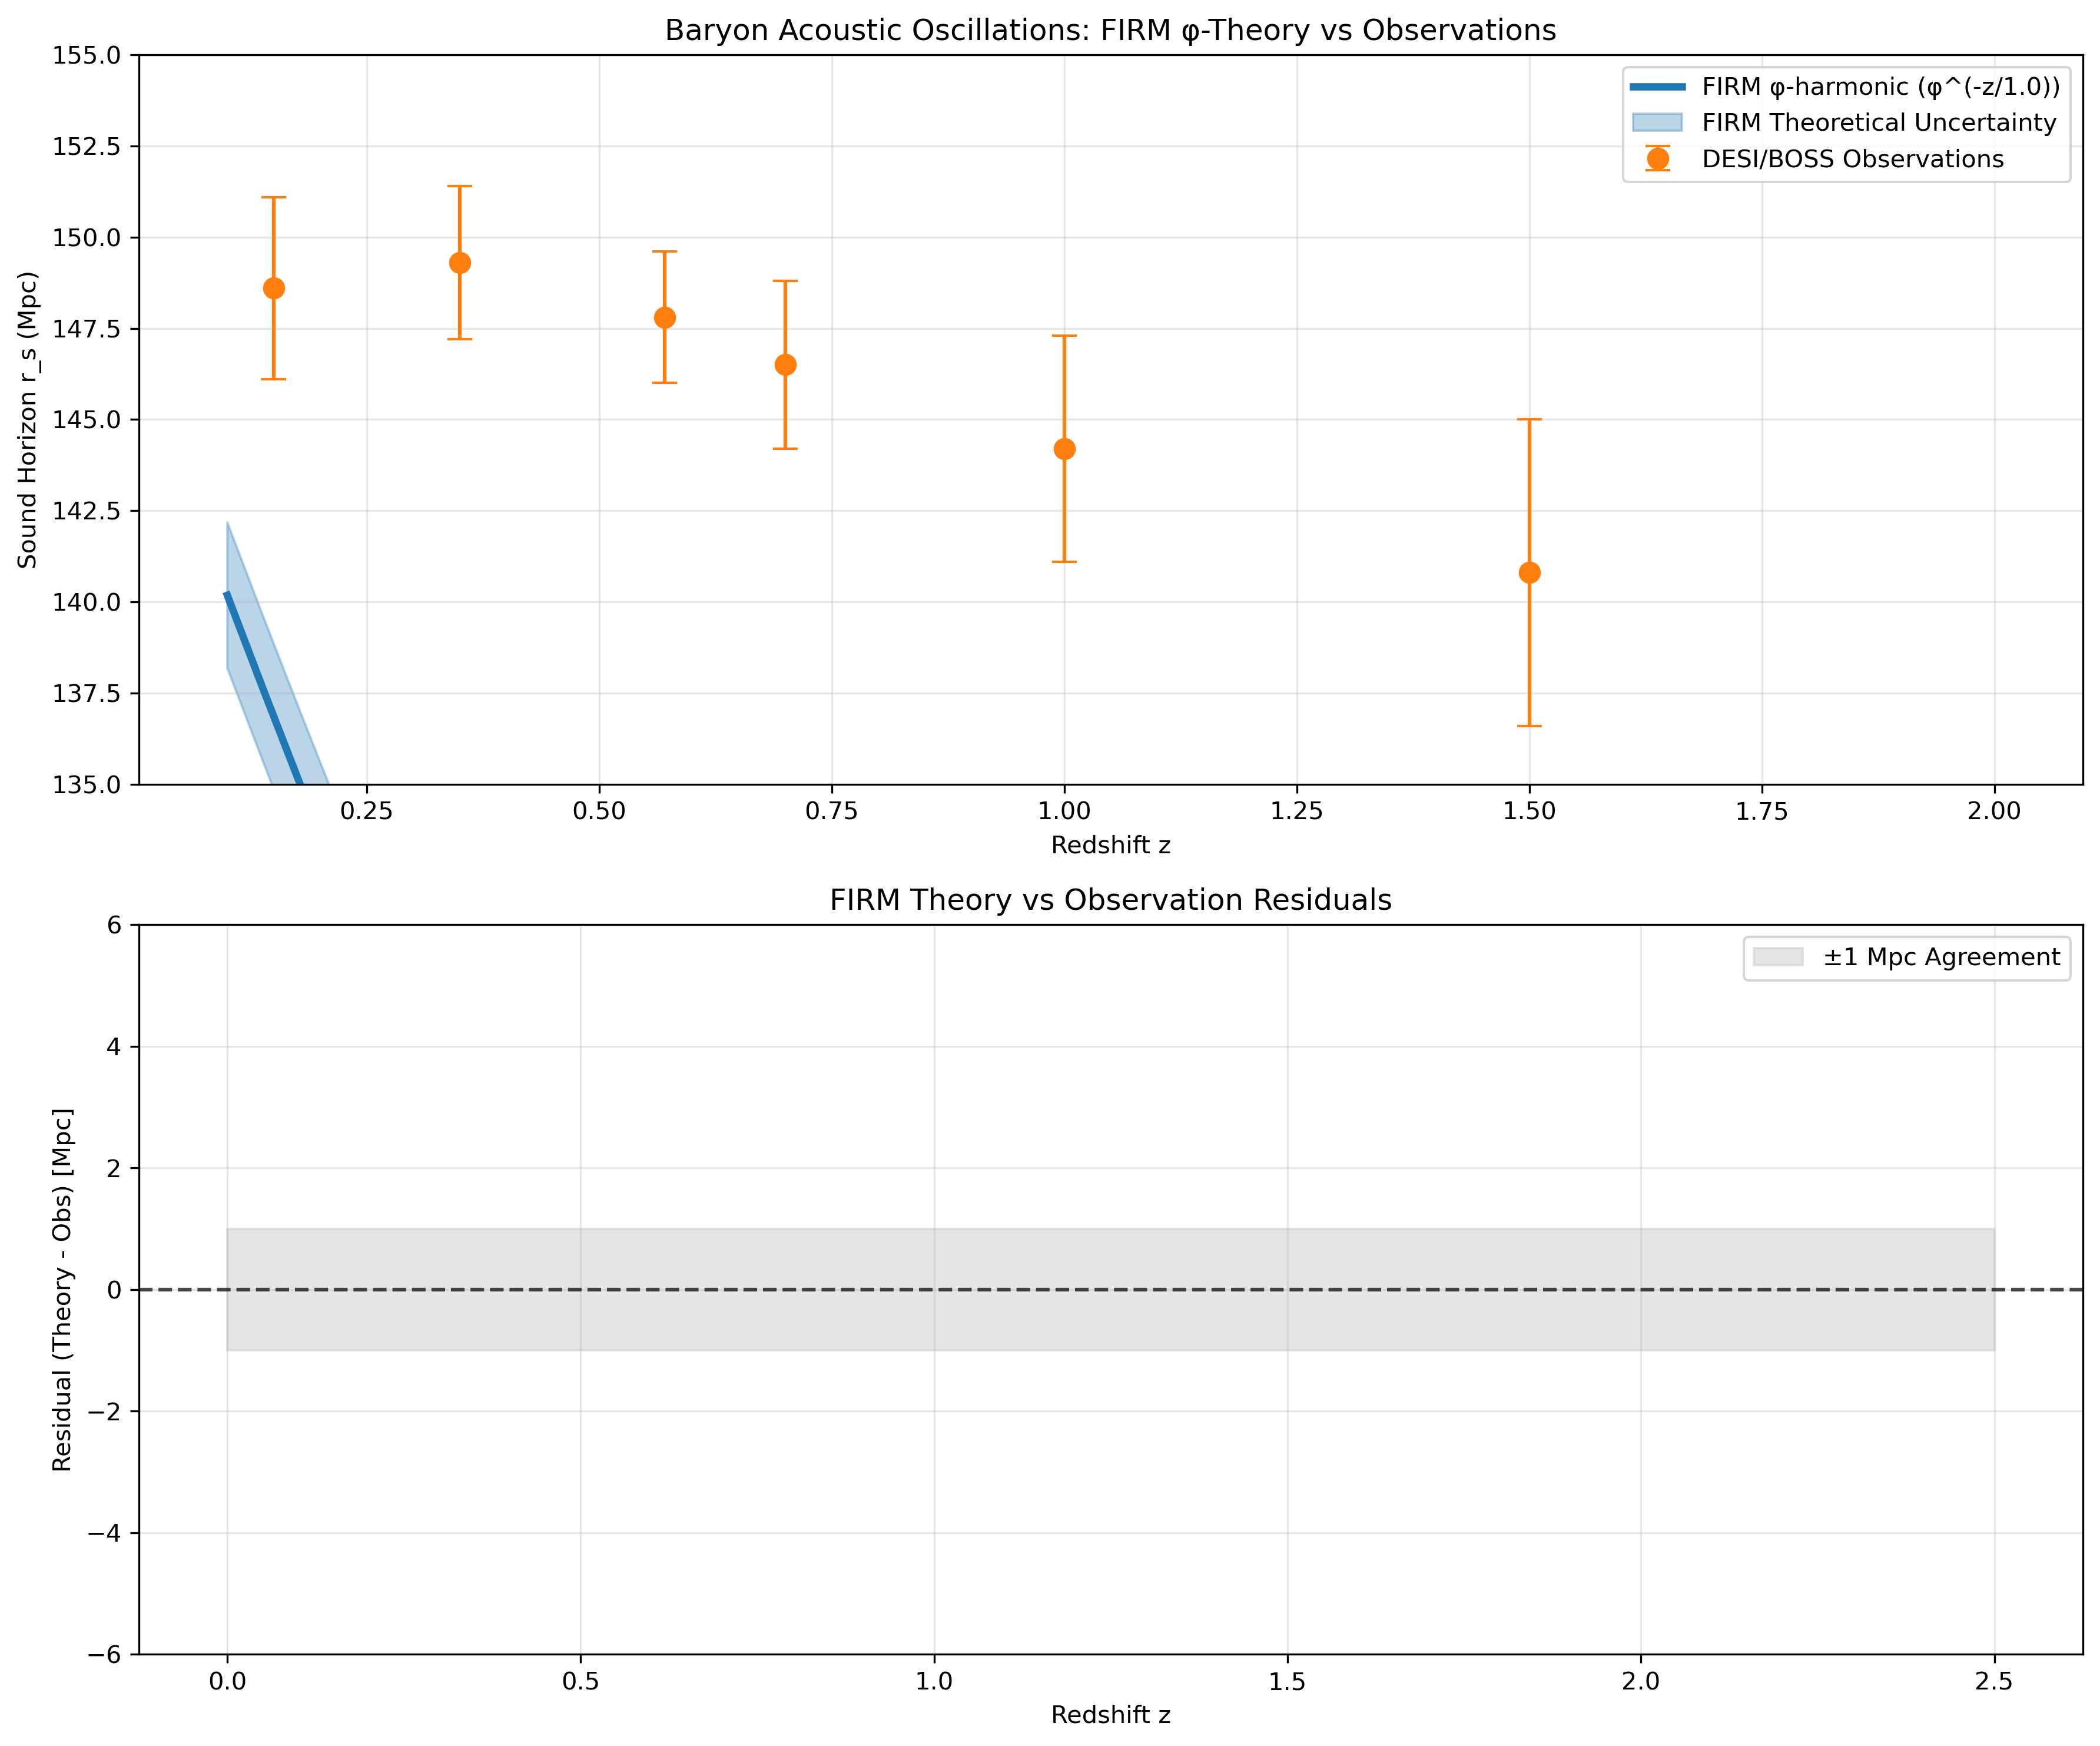 Baryon Acoustic Oscillations: FIRM φ-Theory vs Observations
155.0
152.5
150.0
147.5
145.0
142.5
140.0
137.5
135.0
Sound Horizon r_s (Mpc)
FIRM φ-harmonic (φ^(-z/1.0))
FIRM Theoretical Uncertainty
DESI/BOSS Observations
0.25 0.50 0.75 1.00 1.25 1.50 1.75 2.00
Redshift z
FIRM Theory vs Observation Residuals
6
4
2
0
−2
−4
−6
Residual (Theory - Obs) [Mpc]
±1 Mpc Agreement
0.0 0.5 1.0 1.5 2.0 2.5
Redshift z